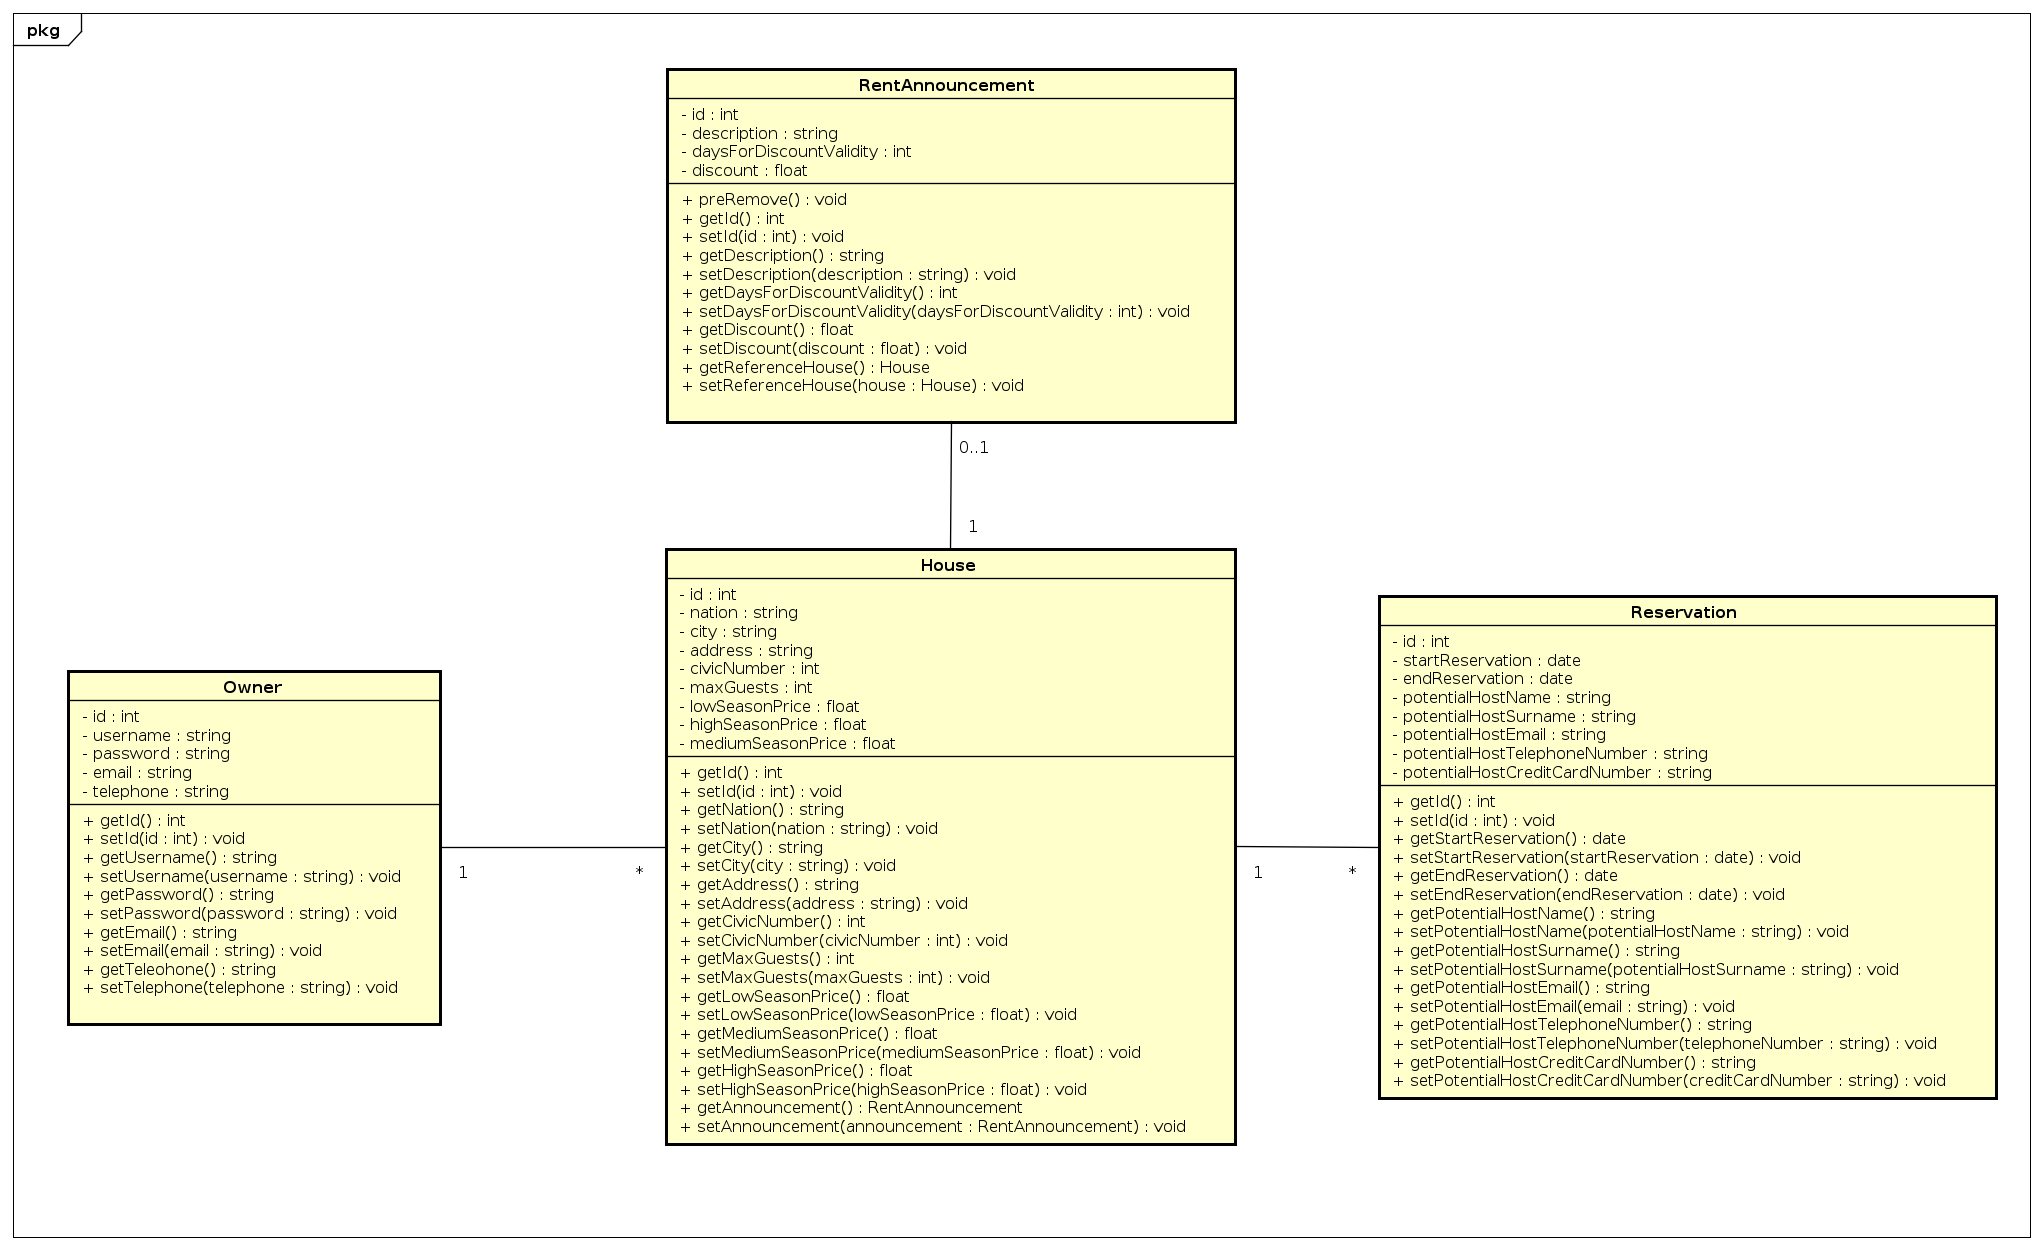 pkg
RentAnnouncement
- id : int
- description : string
- daysForDiscountValidity : int
- discount : float
+ preRemove() : void
+ getId() : int
+ setId(id : int) : void
+ getDescription() : string
+ setDescription(description : string) : void
+ getDaysForDiscountValidity() : int
+ setDaysForDiscountValidity(daysForDiscountValidity : int) : void
+ getDiscount() : float
+ setDiscount(discount : float) : void
+ getReferenceHouse() : House
+ setReferenceHouse(house : House) : void
0..1
1
House
- id : int
- nation : string
- city : string
- address : string
- civicNumber : int
- maxGuests : int
- lowSeasonPrice : float
- highSeasonPrice : float
- mediumSeasonPrice : float
+ getId() : int
+ setId(id : int) : void
+ getNation() : string
+ setNation(nation : string) : void
+ getCity() : string
+ setCity(city : string) : void
+ getAddress() : string
+ setAddress(address : string) : void
+ getCivicNumber() : int
+ setCivicNumber(civicNumber : int) : void
+ getMaxGuests() : int
+ setMaxGuests(maxGuests : int) : void
+ getLowSeasonPrice() : float
+ setLowSeasonPrice(lowSeasonPrice : float) : void
+ getMediumSeasonPrice() : float
+ setMediumSeasonPrice(mediumSeasonPrice : float) : void
+ getHighSeasonPrice() : float
+ setHighSeasonPrice(highSeasonPrice : float) : void
+ getAnnouncement() : RentAnnouncement
+ setAnnouncement(announcement : RentAnnouncement) : void
Owner
- id : int
- username : string
- password : string
- email : string
- telephone : string
+ getId() : int
+ setId(id : int) : void
+ getUsername() : string
+ setUsername(username : string) : void
+ getPassword() : string
+ setPassword(password : string) : void
+ getEmail() : string
+ setEmail(email : string) : void
+ getTeleohone() : string
+ setTelephone(telephone : string) : void
1
*
1
*
Reservation
- id : int
- startReservation : date
- endReservation : date
- potentialHostName : string
- potentialHostSurname : string
- potentialHostEmail : string
- potentialHostTelephoneNumber : string
- potentialHostCreditCardNumber : string
+ getId() : int
+ setId(id : int) : void
+ getStartReservation() : date
+ setStartReservation(startReservation : date) : void
+ getEndReservation() : date
+ setEndReservation(endReservation : date) : void
+ getPotentialHostName() : string
+ setPotentialHostName(potentialHostName : string) : void
+ getPotentialHostSurname() : string
+ setPotentialHostSurname(potentialHostSurname : string) : void
+ getPotentialHostEmail() : string
+ setPotentialHostEmail(email : string) : void
+ getPotentialHostTelephoneNumber() : string
+ setPotentialHostTelephoneNumber(telephoneNumber : string) : void
+ getPotentialHostCreditCardNumber() : string
+ setPotentialHostCreditCardNumber(creditCardNumber : string) : void